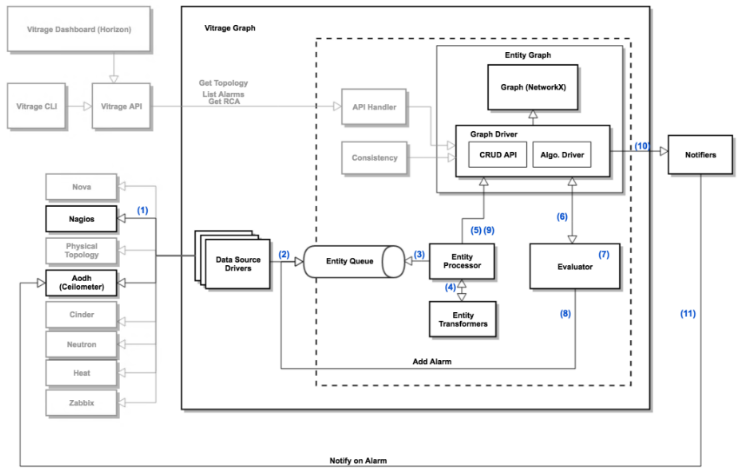 Vitrage Dashboard (Horizon)
Vitrage Graph
Entity Graph
Graph (NetworkX)
Get Topology
List Alarms
Get RCA
Vitrage CLI
Vitrage API
API Handler
Graph Driver
CRUD API
Algo. Driver
(10)
Notifiers
Consistency
Nova
Nagios
(1)
Physical
Topology
Aodh
(Ceilometer)
Cinder
Neutron
Heat
Zabbix
Data Source
Drivers
(2)
Entity Queue
(3)
(5) (9)
Entity
Processor
(4)
Entity
Transformers
(6)
(7)
Evaluator
(8)
(11)
Add Alarm
Notify on Alarm